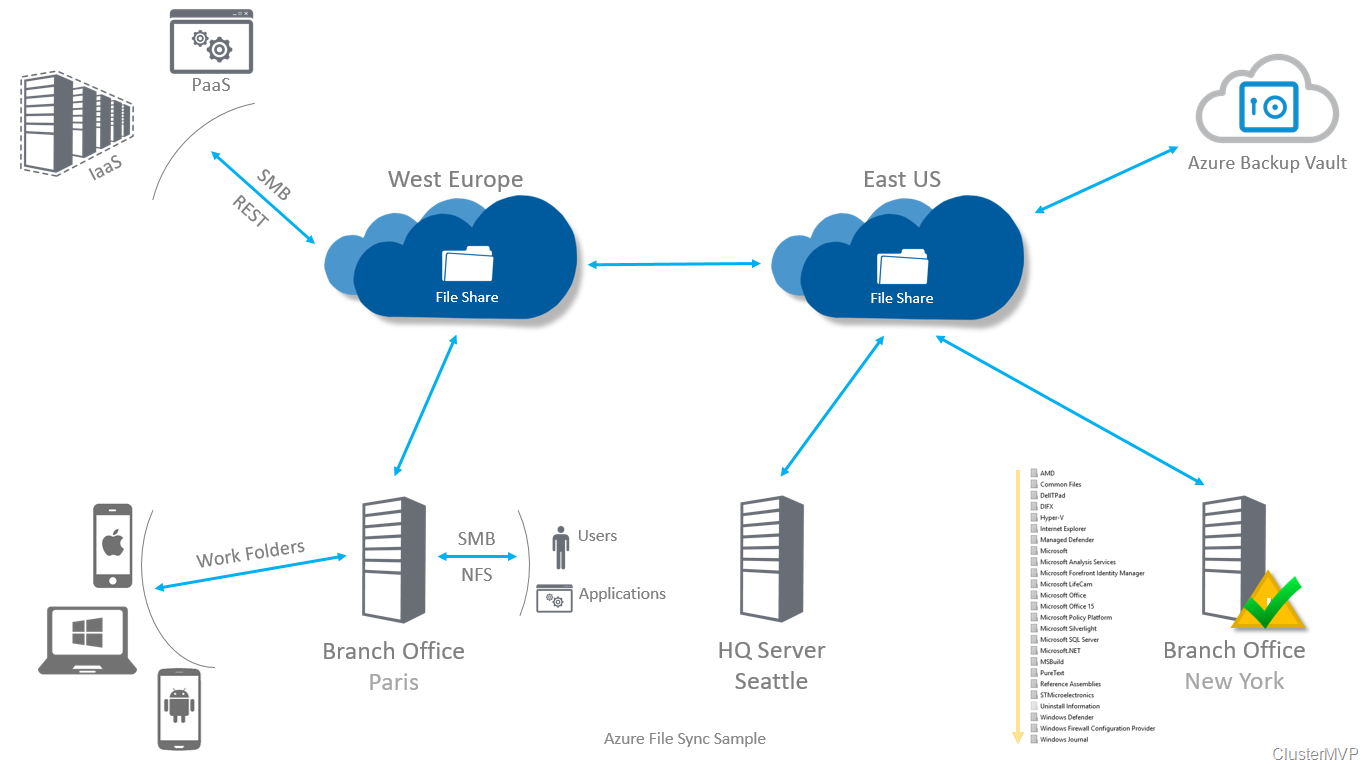 PaaS
IaaS
SMB
REST
West Europe
East US
Azure Backup Vault
File Share
File Share
Work Folders
SMB
NFS
Users
Applications
Branch Office
Paris
HQ Server
Seattle
AMD
Common Files
DellTPad
DIFX
Hyper-V
Internet Explorer
Managed Defender
Microsoft
Microsoft Analysis Services
Microsoft Forefront Identity Manager
Microsoft LifeCam
Microsoft Office
Microsoft Office 15
Microsoft Policy Platform
Microsoft Silverlight
Microsoft SQL Server
Microsoft.NET
MSBuild
PureText
Reference Assemblies
STMicroelectronics
Uninstall Information
Windows Defender
Windows Firewall Configuration Provider
Windows Journal
Branch Office
New York
Azure File Sync Sample
ClusterMVP